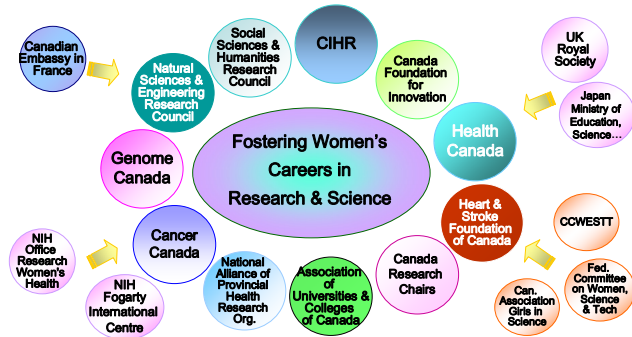 Canadian
Embassy in
France
Natural
Sciences &
Engineering
Research
Council
Social
Sciences &
Humanities
Research
Council
CIHR
Canada
Foundation
for
Innovation
UK
Royal
Society
Japan
Ministry of
Education,
Science...
Health
Canada
Fostering Women's
Careers in
Research & Science
Genome
Canada
Heart &
Stroke
Foundation
of Canada
CCWESTT
Cancer
Canada
NIH
Office
Research
Women's
Health
NIH
Fogarty
International
Centre
National
Alliance of
Provincial
Health
Research
Org.
Association
of
Universities &
Colleges
of Canada
Canada
Research
Chairs
Can.
Association
Girls in
Science
Fed.
Committee
on Women,
Science
& Tech